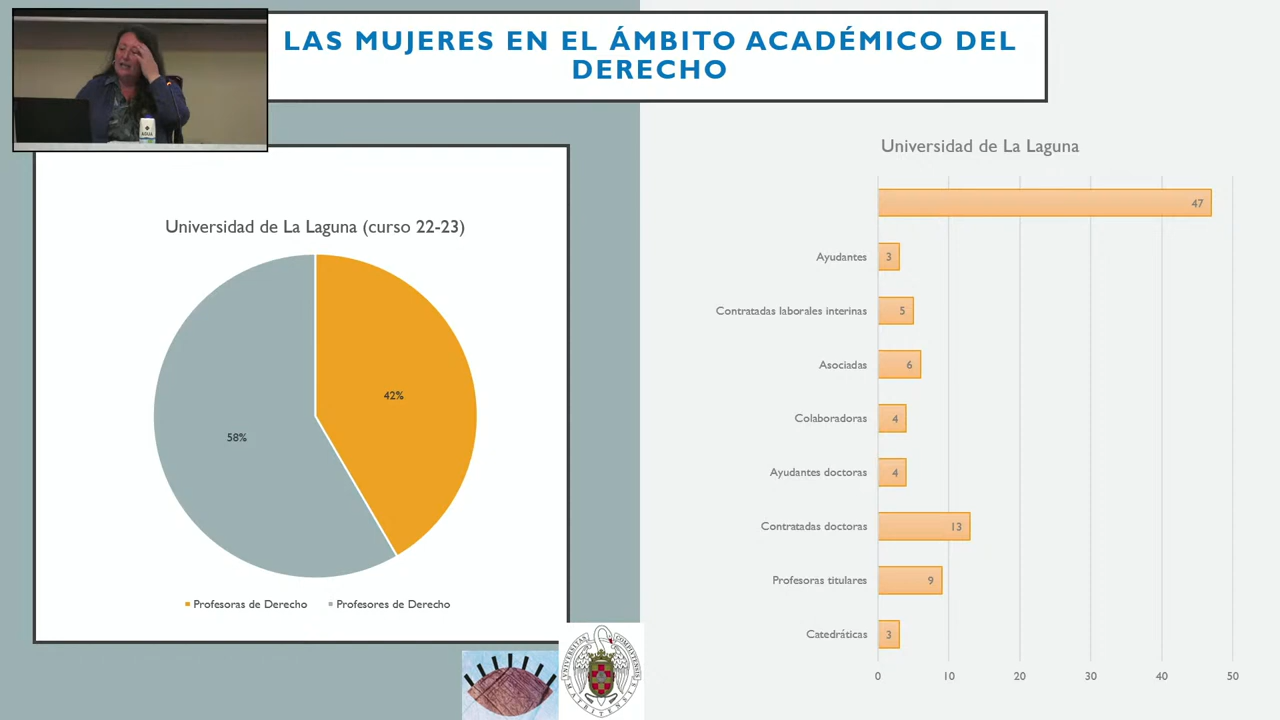 LAS MUJERES EN EL ÁMBITO ACADÉMICO DEL
DERECHO
Universidad de La Laguna (curso 22-23)
42%
58%
Profesoras de Derecho
Profesores de Derecho
Universidad de La Laguna
47
Ayudantes 3
Contratadas laborales interinas 5
Asociadas 6
Colaboradoras 4
Ayudantes doctoras 4
Contratadas doctoras 13
Profesoras titulares 9
Catedráticas 3
0 10 20 30 40 50